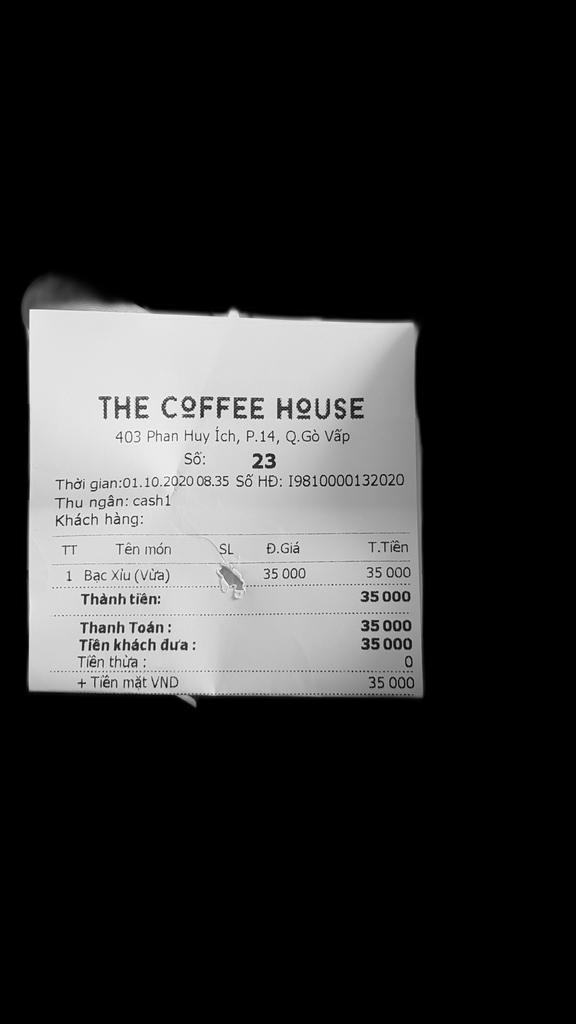 THE COFFEE HOUSE
403 Phan Huy Ích, P.14, Q.Gò Vấp
Số: 23
Thời gian:01.10.2020 08.35 Số HĐ: I9810000132020
Thu ngân: cash1
Khách hàng:
TT Tên món SL Đ.Giá T.Tiền
1 Bạc Xỉu (Vừa) 35 000 35 000
Thành tiền: 35 000
Thanh Toán : 35 000
Tiền khách đưa : 35 000
Tiền thừa : 0
+ Tiền mặt VND 35 000